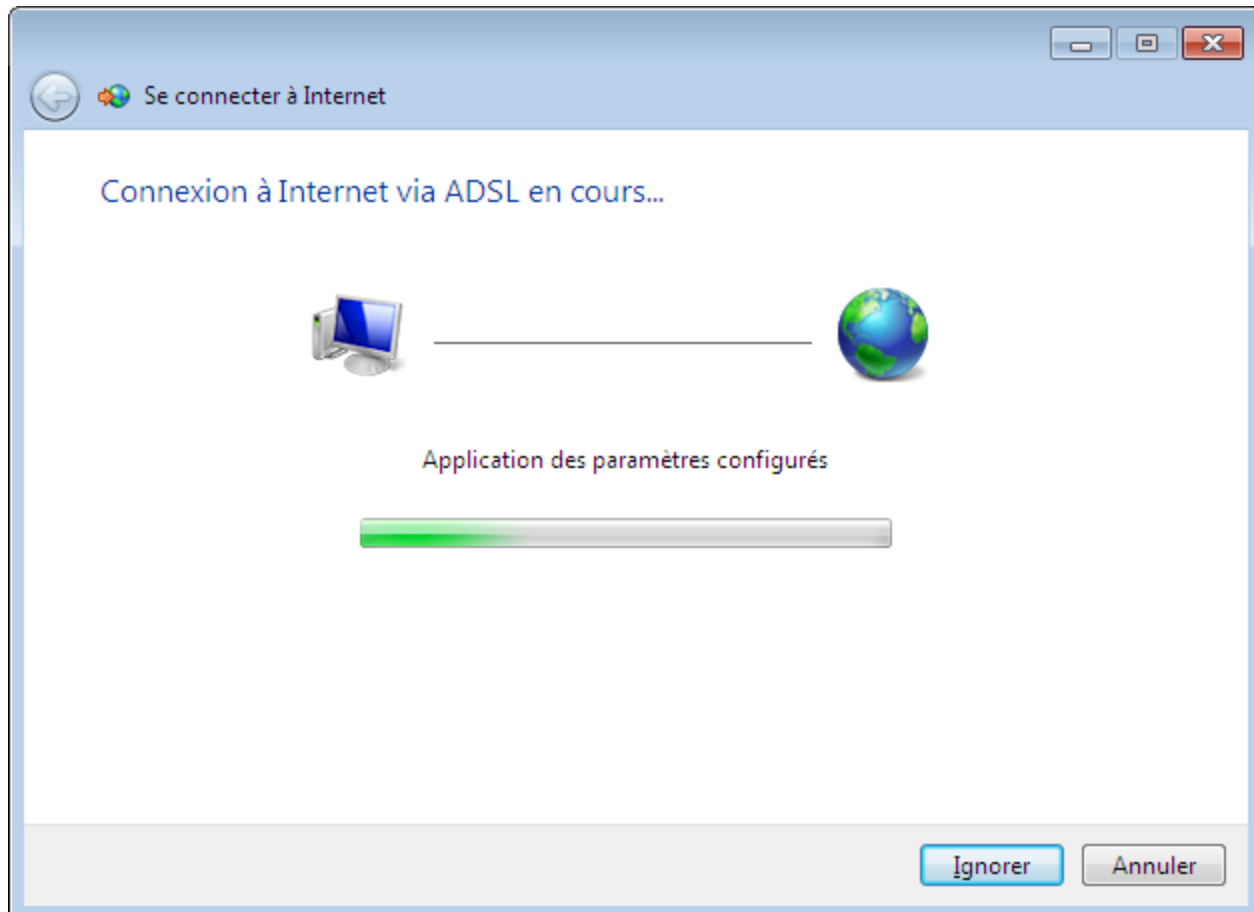 Se connecter à Internet
Connexion à Internet via ADSL en cours...
Application des paramètres configurés
Ignorer
Annuler